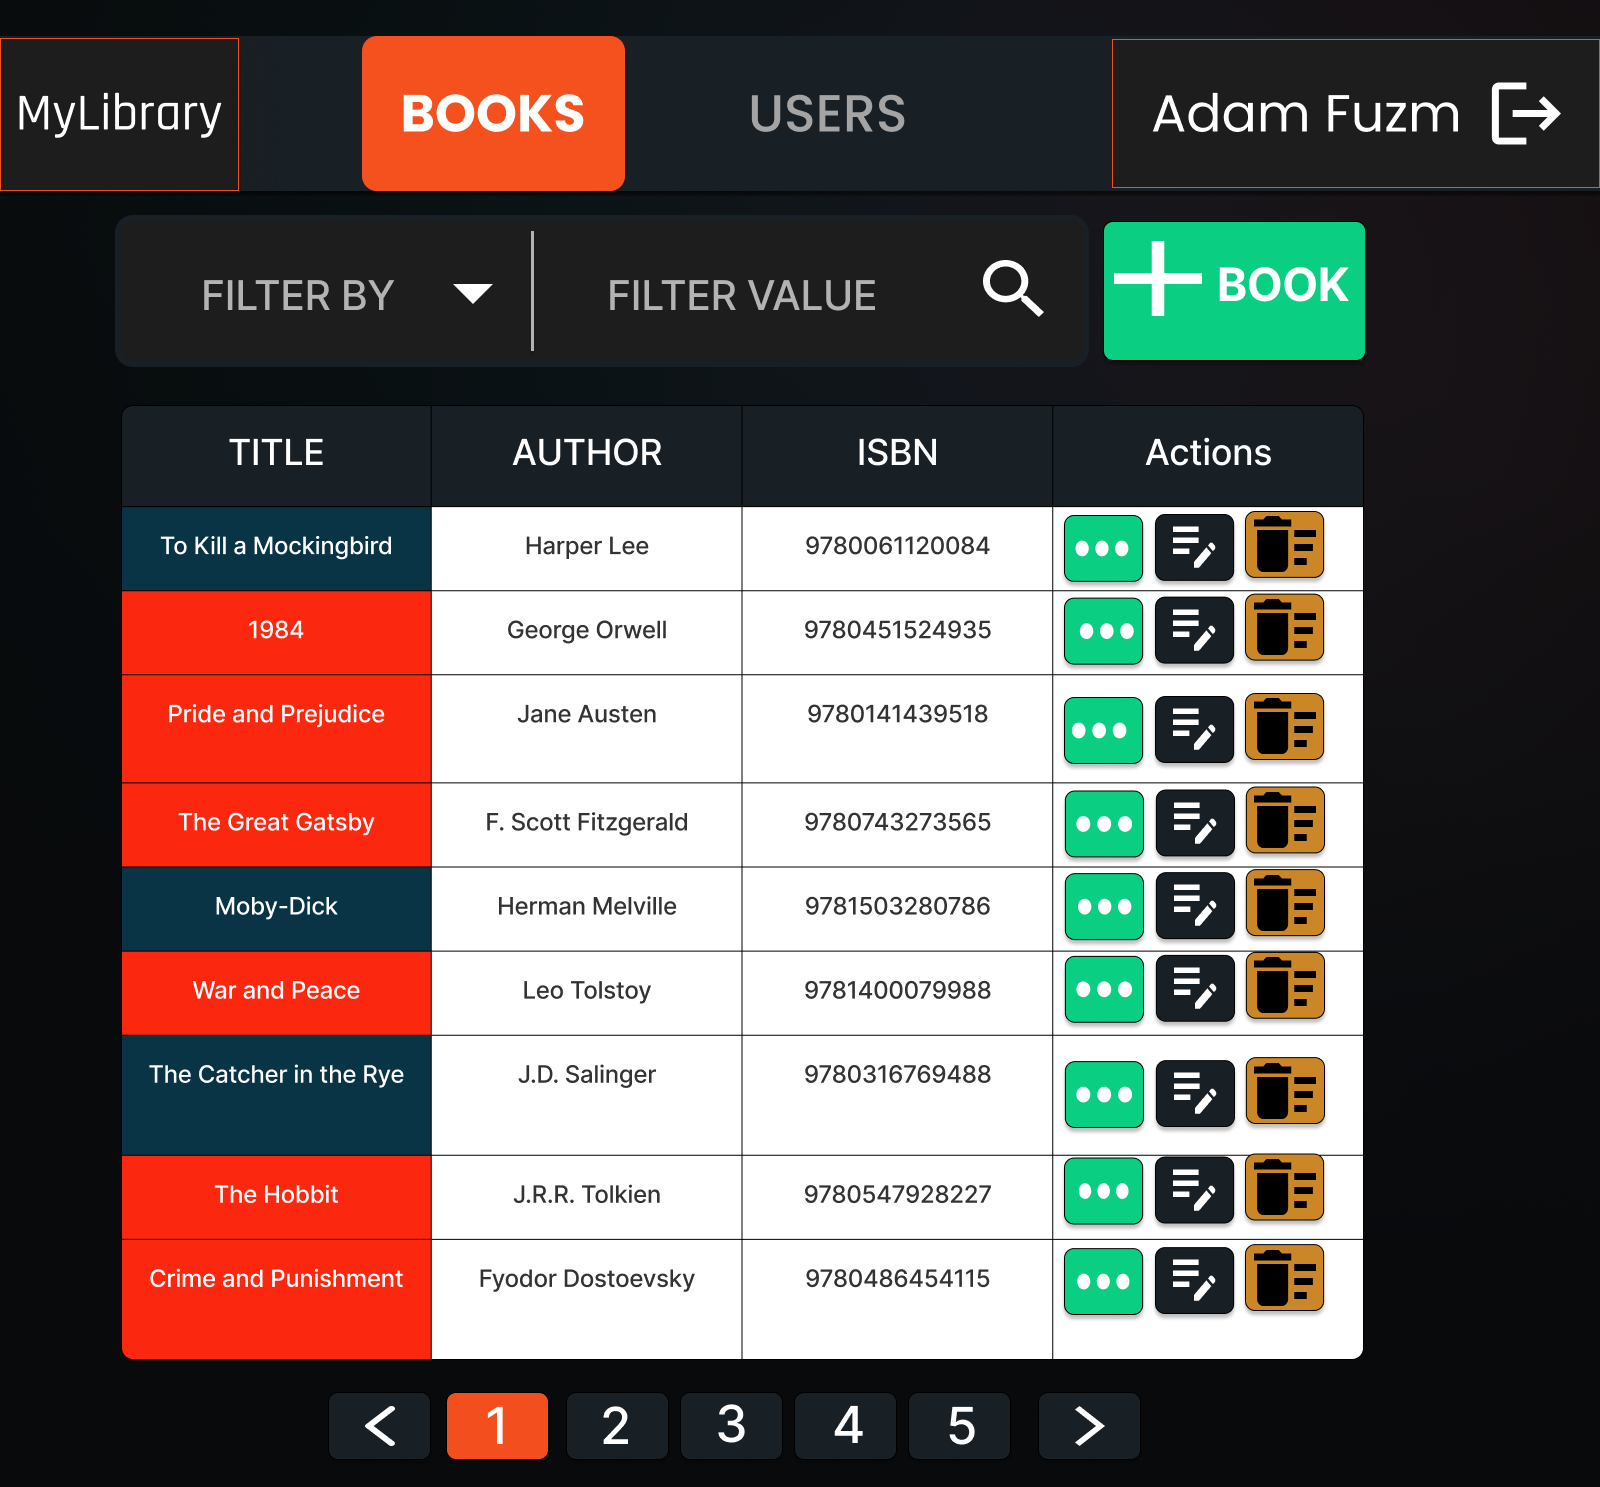 MyLibrary BOOKS USERS Adam Fuzm
FILTER BY FILTER VALUE BOOK
TITLE AUTHOR ISBN Actions
To Kill a Mockingbird Harper Lee 9780061120084
1984 George Orwell 9780451524935
Pride and Prejudice Jane Austen 9780141439518
The Great Gatsby F. Scott Fitzgerald 9780743273565
Moby-Dick Herman Melville 9781503280786
War and Peace Leo Tolstoy 9781400079988
The Catcher in the Rye J.D. Salinger 9780316769488
The Hobbit J.R.R. Tolkien 9780547928227
Crime and Punishment Fyodor Dostoevsky 9780486454115
1 2 3 4 5